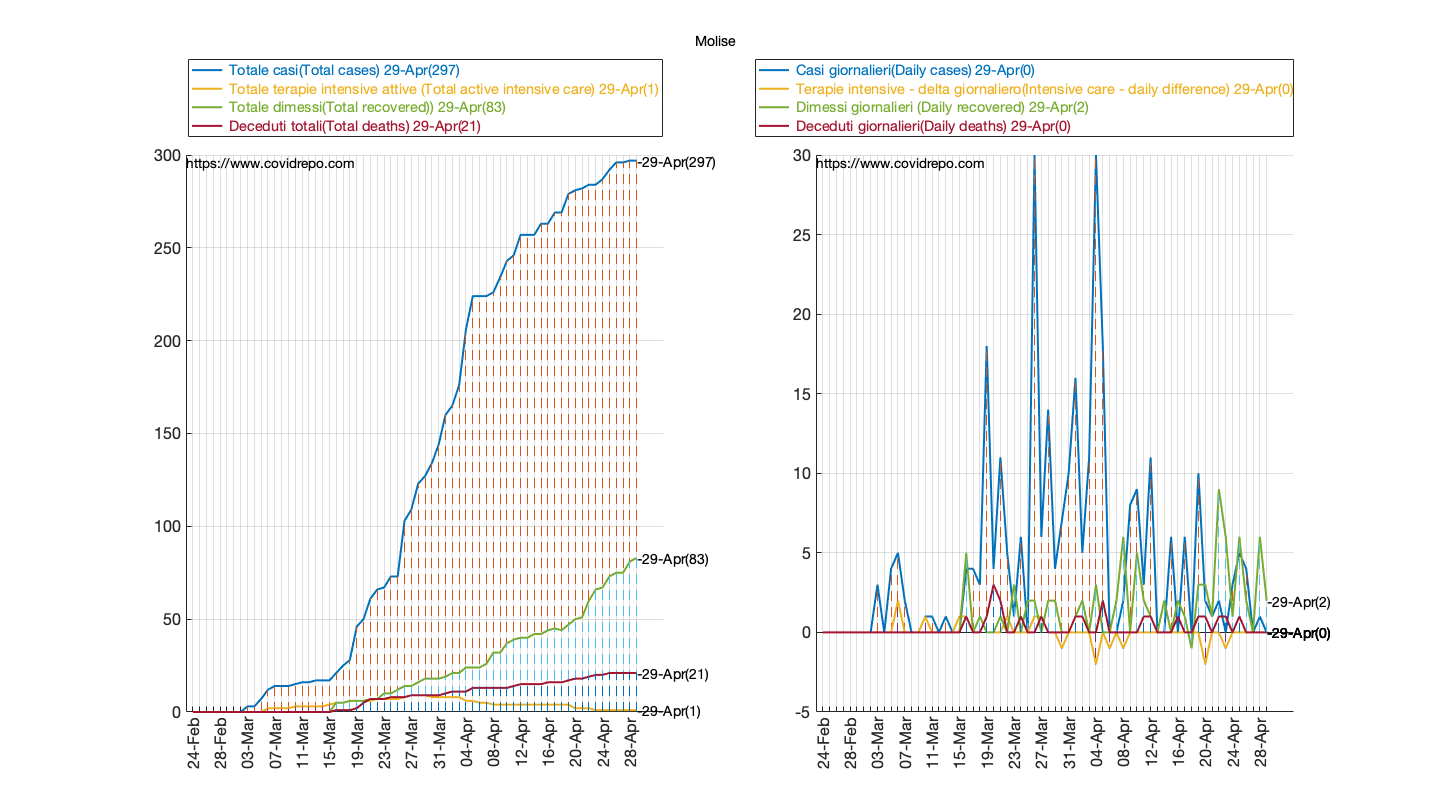 Molise
Totale casi(Total cases) 29-Apr(297)
Totale terapie intensive attive (Total active intensive care) 29-Apr(1)
Totale dimessi(Total recovered)) 29-Apr(83)
Deceduti totali(Total deaths) 29-Apr(21)
300
250
200
150
100
50
0
https://www.covidrepo.com
29-Apr(297)
29-Apr(83)
29-Apr(21)
29-Apr(1)
24-Feb
28-Feb
03-Mar
07-Mar
11-Mar
15-Mar
19-Mar
23-Mar
27-Mar
31-Mar
04-Apr
08-Apr
12-Apr
16-Apr
20-Apr
24-Apr
28-Apr
Casi giornalieri(Daily cases) 29-Apr(0)
Terapie intensive - delta giornaliero(Intensive care - daily difference) 29-Apr(0)
Dimessi giornalieri (Daily recovered) 29-Apr(2)
Deceduti giornalieri(Daily deaths) 29-Apr(0)
30
25
20
15
10
5
0
-5
https://www.covidrepo.com
29-Apr(2)
29-Apr(0)
24-Feb
28-Feb
03-Mar
07-Mar
11-Mar
15-Mar
19-Mar
23-Mar
27-Mar
31-Mar
04-Apr
08-Apr
12-Apr
16-Apr
20-Apr
24-Apr
28-Apr